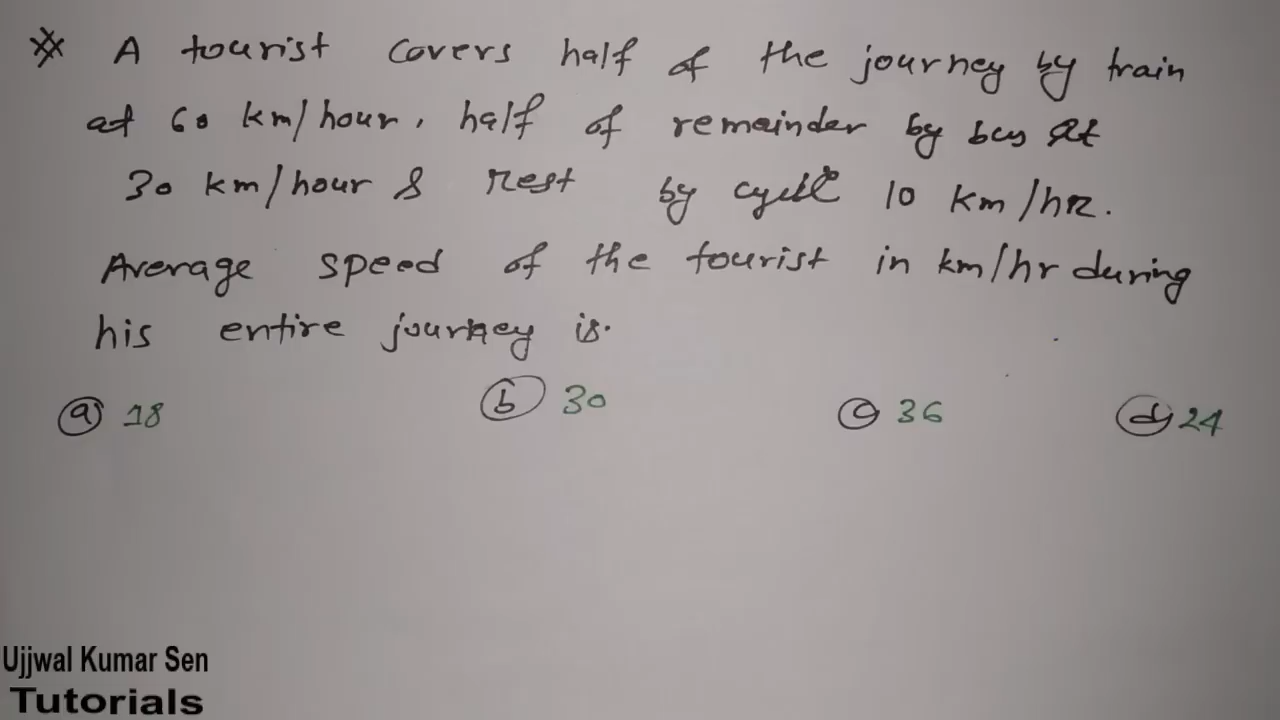 ※ A tourist covers half of the journey by train
at 60 km/hour, half of remainder by bus at
30 km/hour & rest by cycle 10 km/hr.
Average speed of the tourist in km/hr during
his entire journey is.
(a) 18 (b) 30 (c) 36 (d) 24
Ujjwal Kumar Sen
Tutorials